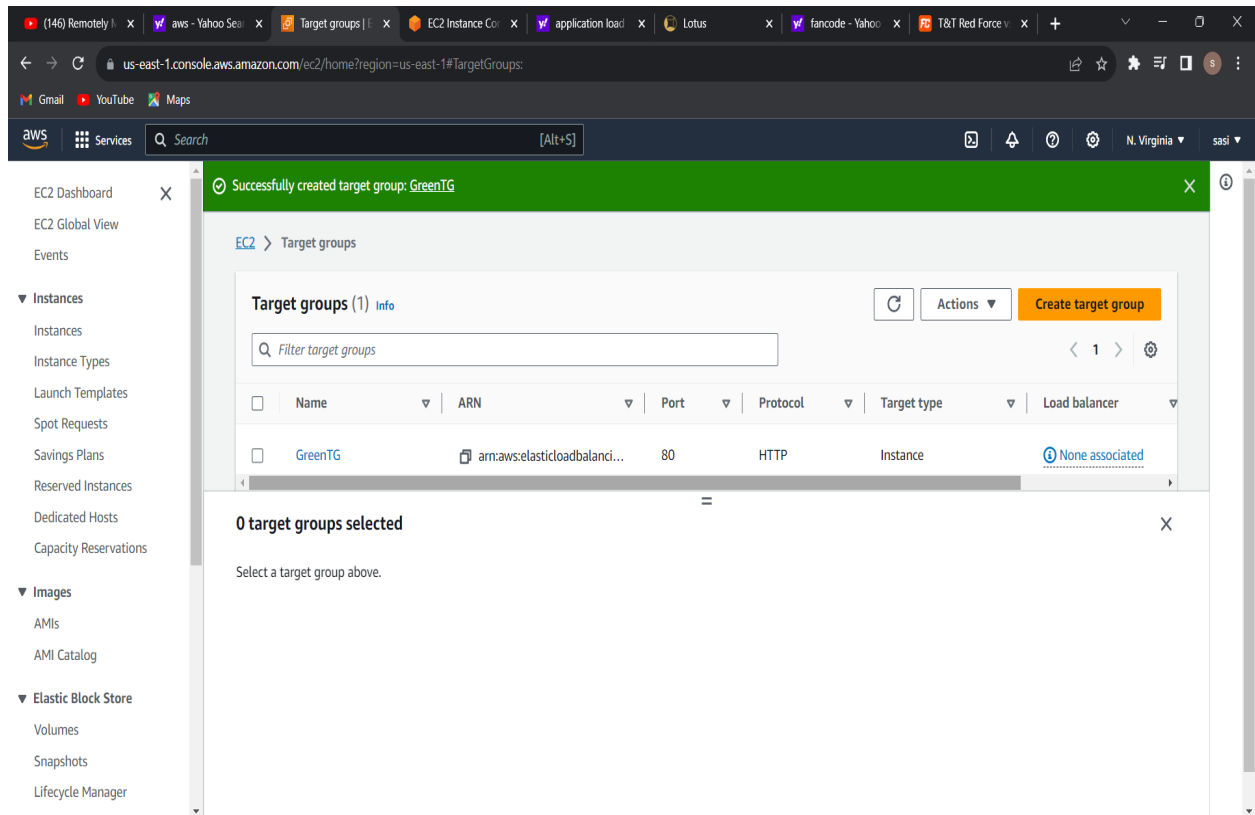 (146) Remotely M
aws - Yahoo Sear
Target groups | E
EC2 Instance Cor
application load
Lotus
fancode - Yahoo
T&T Red Force v
us-east-1.console.aws.amazon.com/ec2/home?region=us-east-1#TargetGroups:
S
Gmail YouTube Maps
aws Services Search [Alt+S] N. Virginia ▼ sasi ▼
EC2 Dashboard
EC2 Global View
Events
Instances
Instances
Instance Types
Launch Templates
Spot Requests
Savings Plans
Reserved Instances
Dedicated Hosts
Capacity Reservations
Images
AMIs
AMI Catalog
Elastic Block Store
Volumes
Snapshots
Lifecycle Manager
Successfully created target group: GreenTG
EC2 > Target groups
Target groups (1) Info
Actions ▼ Create target group
Filter target groups
1
Name ARN Port Protocol Target type Load balancer
GreenTG arn:aws:elasticloadbalanci... 80 HTTP Instance None associated
0 target groups selected
Select a target group above.